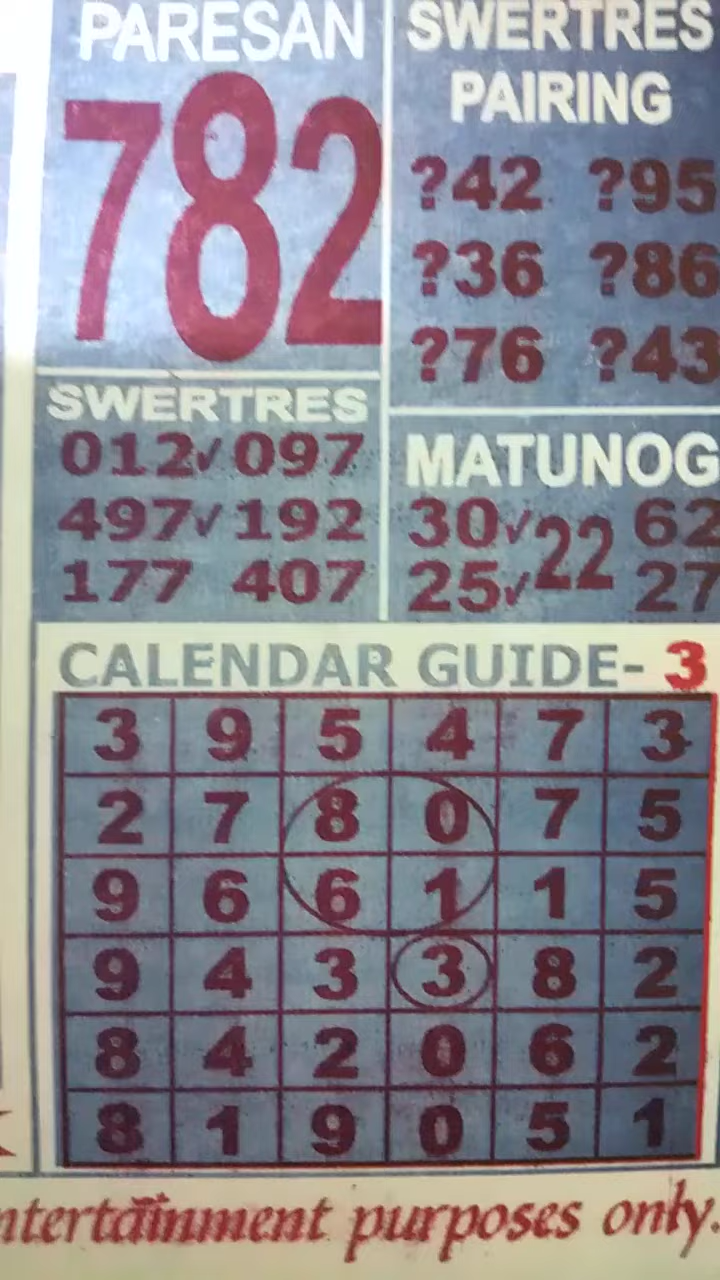 PARESAN
782
SWERTRES
PAIRING
?42 ?95
?36 ?86
?76 ?43
SWERTRES
012✓ 097
497✓ 192
177 407
MATUNOG
30✓ 22 62
25✓ 27
CALENDAR GUIDE- 3
3 9 5 4 7 3
2 7 8 0 7 5
9 6 6 1 1 5
9 4 3 3 8 2
8 4 2 0 6 2
8 1 9 0 5 1
ntertainment purposes only.